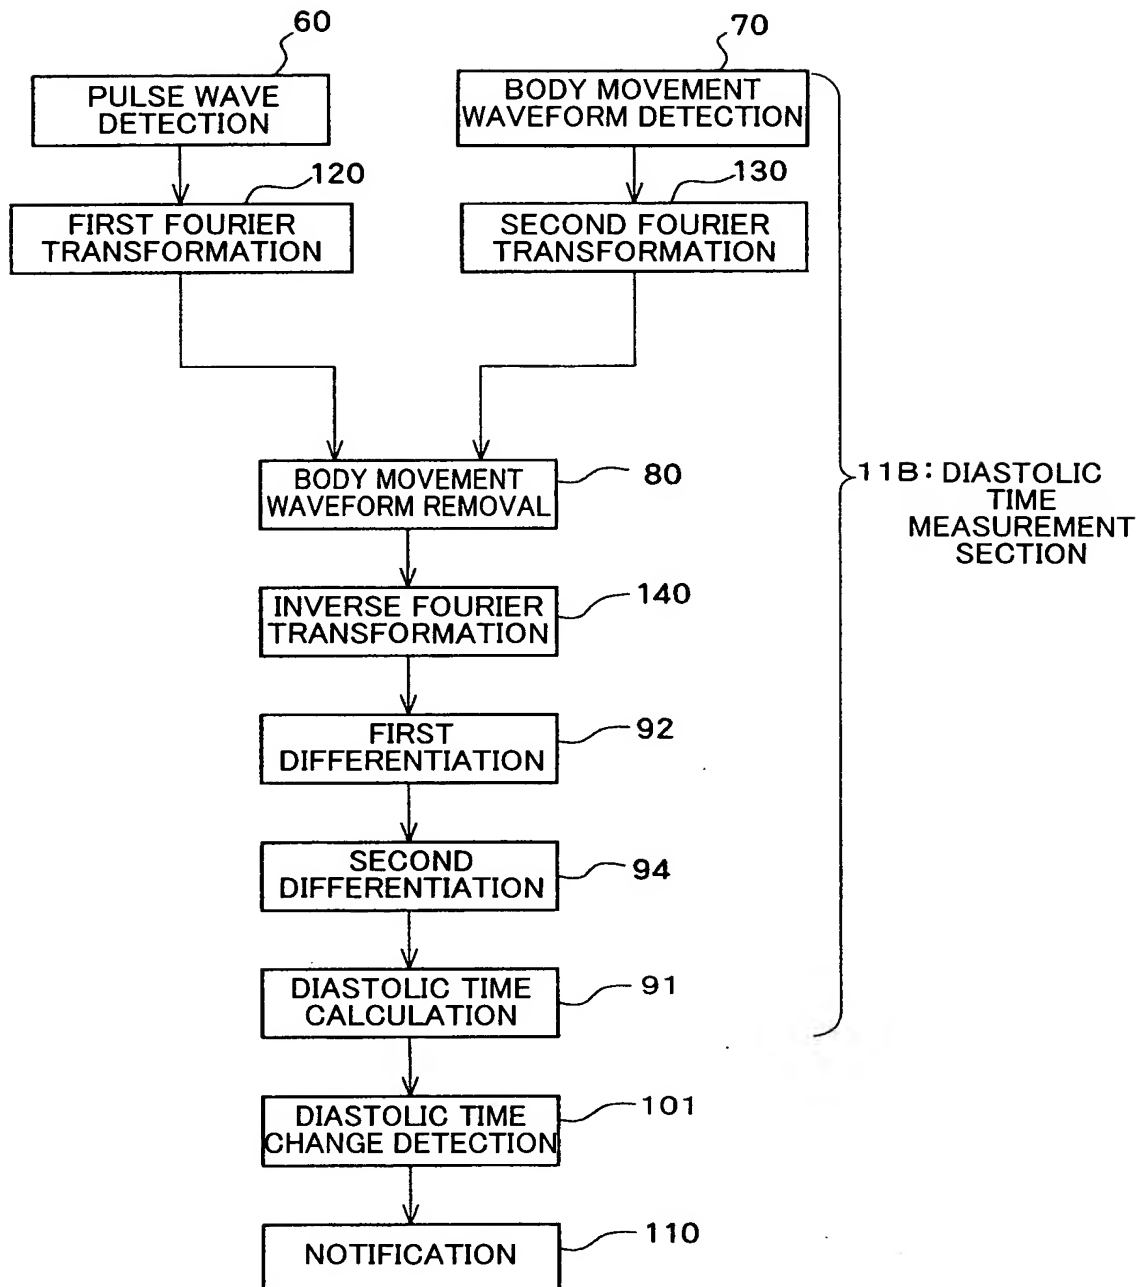 60
PULSE WAVE
DETECTION
70
BODY MOVEMENT
WAVEFORM DETECTION
120
FIRST FOURIER
TRANSFORMATION
130
SECOND FOURIER
TRANSFORMATION
80
BODY MOVEMENT
WAVEFORM REMOVAL
11B: DIASTOLIC
TIME
MEASUREMENT
SECTION
140
INVERSE FOURIER
TRANSFORMATION
92
FIRST
DIFFERENTIATION
94
SECOND
DIFFERENTIATION
91
DIASTOLIC TIME
CALCULATION
101
DIASTOLIC TIME
CHANGE DETECTION
110
NOTIFICATION